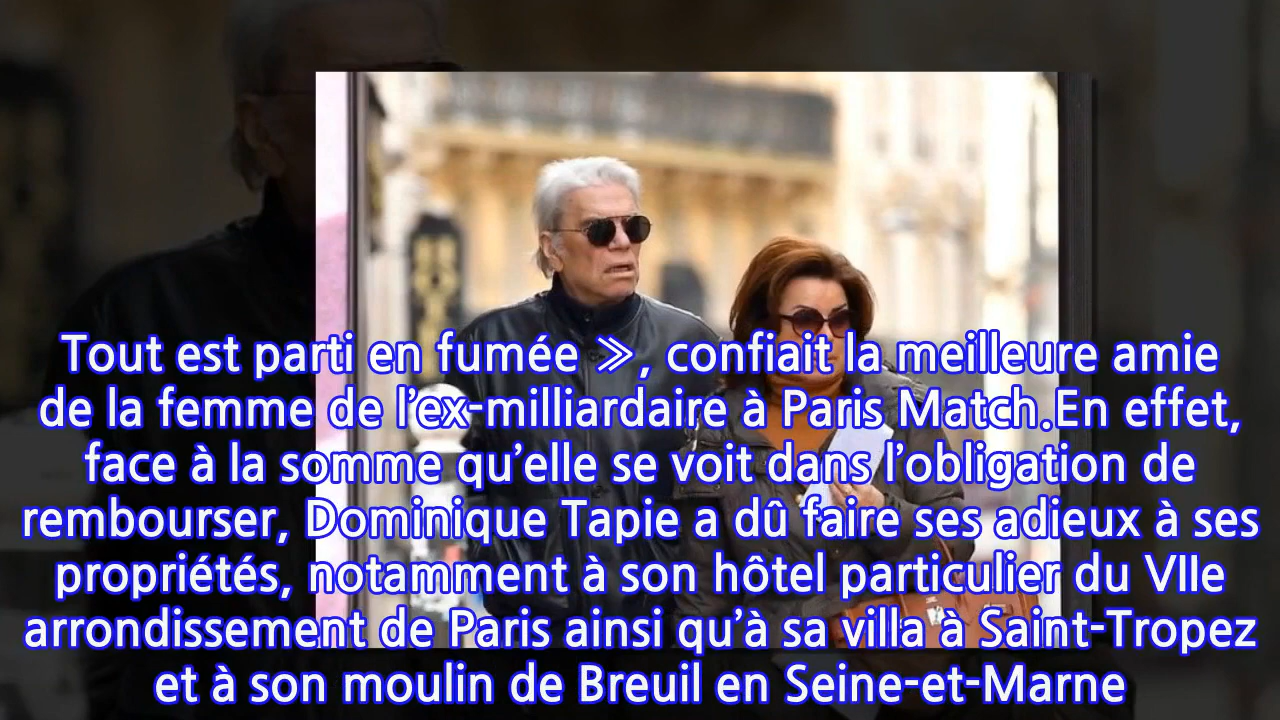 Tout est parti en fumée », confiait la meilleure amie
de la femme de l’ex-milliardaire à Paris Match.En effet,
face à la somme qu’elle se voit dans l’obligation de
rembourser, Dominique Tapie a dû faire ses adieux à ses
propriétés, notamment à son hôtel particulier du VIIe
arrondissement de Paris ainsi qu’à sa villa à Saint-Tropez
et à son moulin de Breuil en Seine-et-Marne